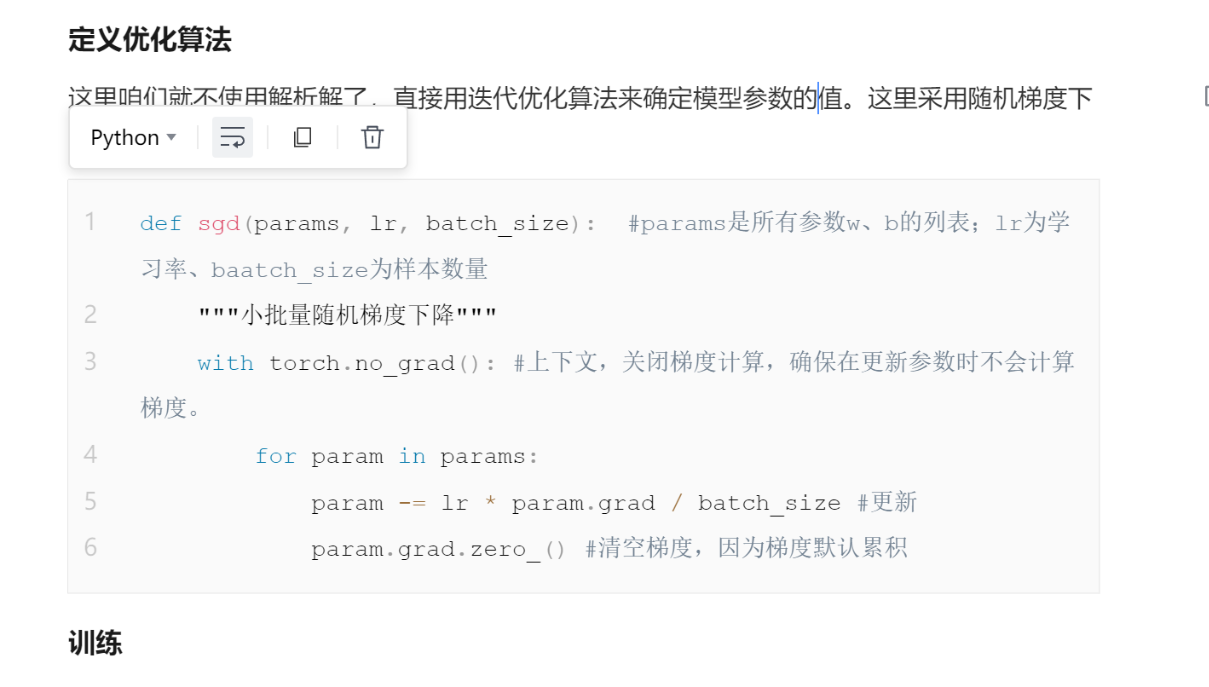 定义优化算法
这里咱们就不使用解析解了，直接用迭代优化算法来确定模型参数的值。这里采用随机梯度下
Python
1 def sgd(params, lr, batch_size):  #params是所有参数w、b的列表；lr为学
习率、baatch_size为样本数量
2     """小批量随机梯度下降"""
3     with torch.no_grad(): #上下文，关闭梯度计算，确保在更新参数时不会计算
梯度。
4         for param in params:
5             param -= lr * param.grad / batch_size #更新
6             param.grad.zero_() #清空梯度，因为梯度默认累积
训练